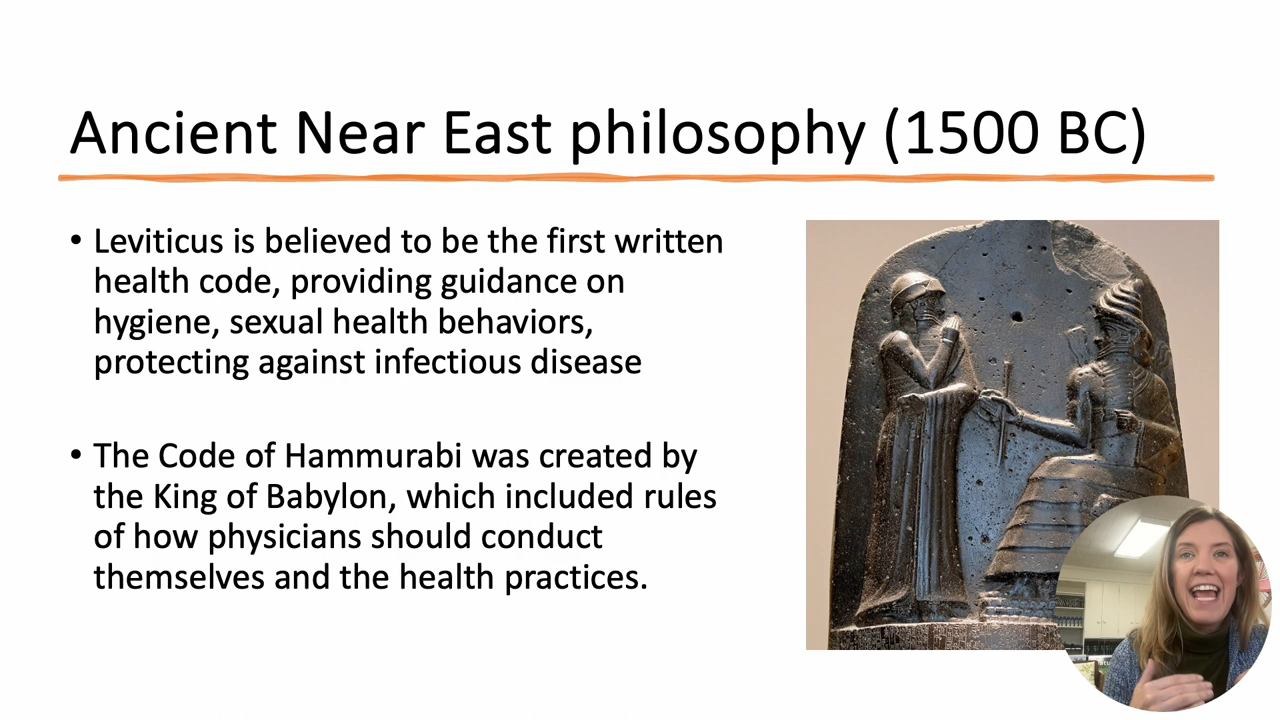 Ancient Near East philosophy (1500 BC)
• Leviticus is believed to be the first written
health code, providing guidance on
hygiene, sexual health behaviors,
protecting against infectious disease
• The Code of Hammurabi was created by
the King of Babylon, which included rules
of how physicians should conduct
themselves and the health practices.